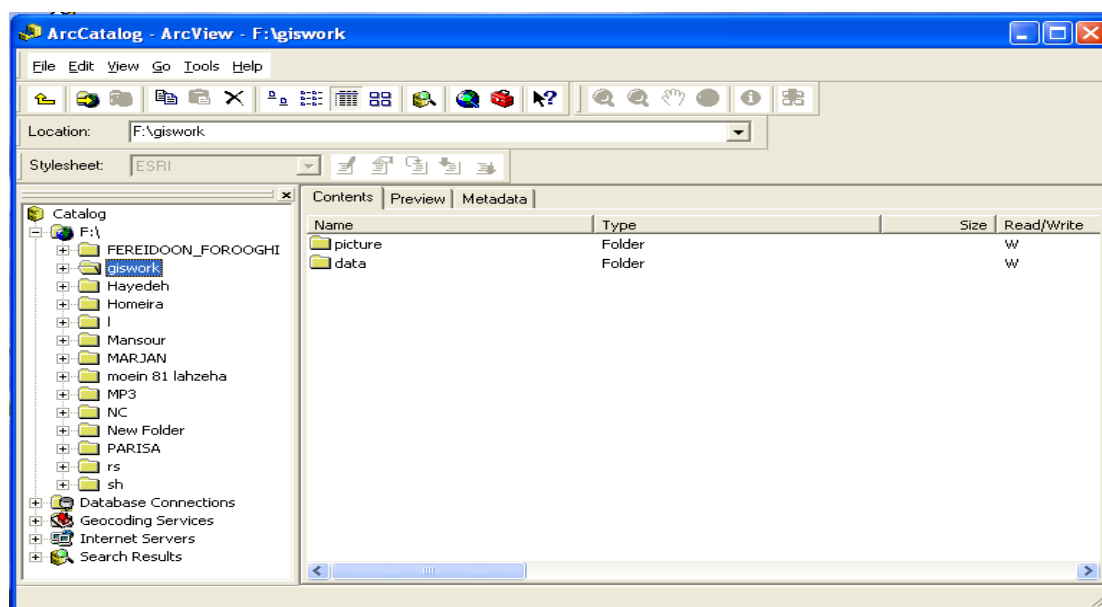 ArcCatalog - ArcView - F:\giswork
File Edit View Go Tools Help
Location: F:\giswork
Stylesheet: ESRI
Contents Preview Metadata
Catalog
F:\
FEREIDOON_FOROOGHI
giswork
Hayedeh
Homeira
l
Mansour
MARJAN
moein 81 lahzeha
MP3
NC
New Folder
PARISA
rs
sh
Database Connections
Geocoding Services
Internet Servers
Search Results
Name Type Size Read/Write
picture Folder W
data Folder W